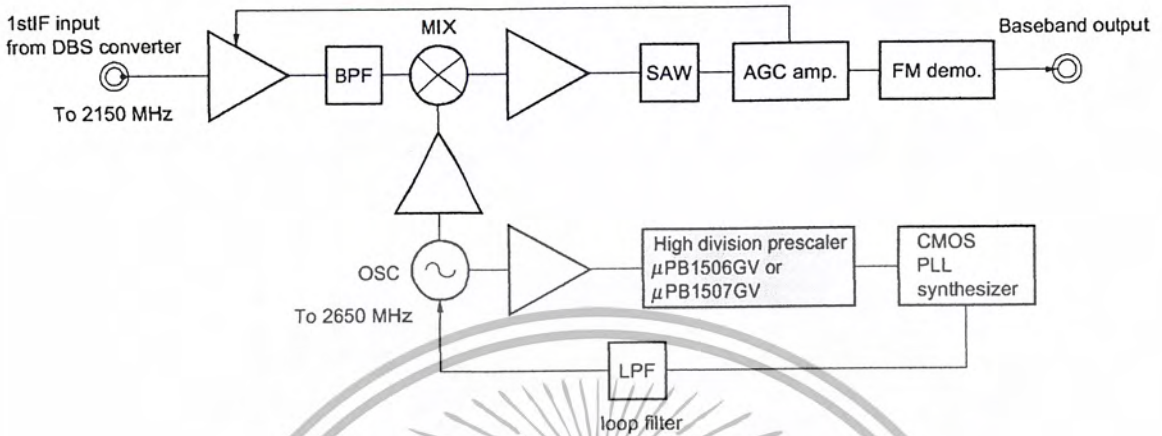 1stIF input
from DBS converter
To 2150 MHz
BPF
MIX
SAW
AGC amp.
FM demo.
Baseband output
OSC
To 2650 MHz
High division prescaler
μPB1506GV or
μPB1507GV
CMOS
PLL
synthesizer
LPF
loop filter